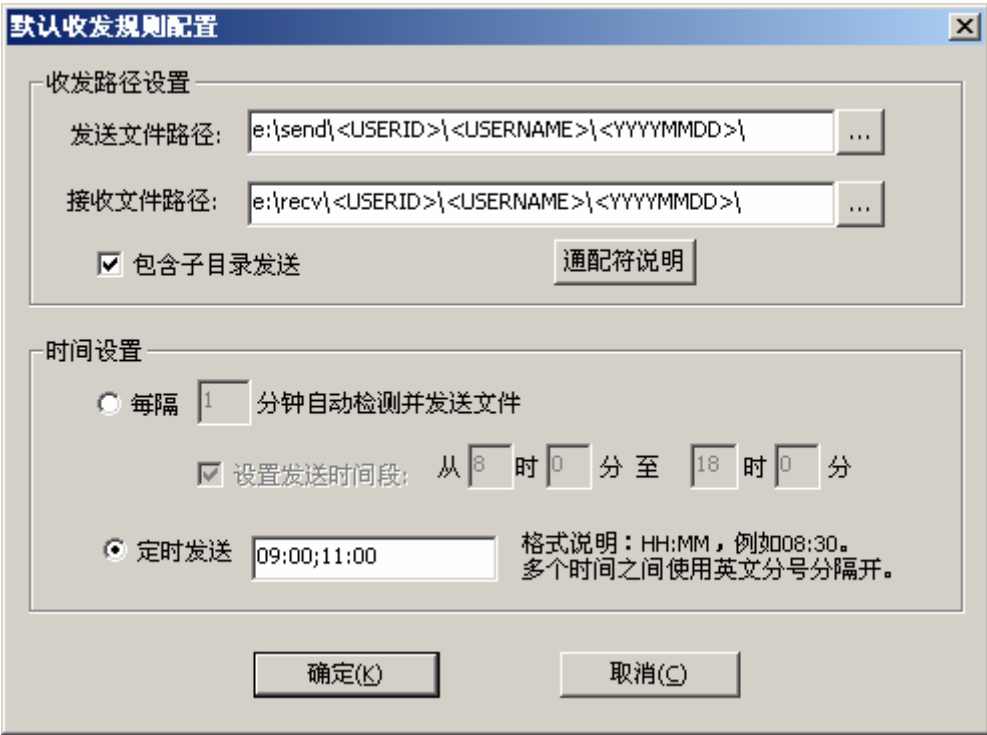 默认收发规则配置
收发路径设置
发送文件路径: e:\send\<USERID>\<USERNAME>\<YYYYMMDD>\ ...
接收文件路径: e:\recv\<USERID>\<USERNAME>\<YYYYMMDD>\ ...
包含子目录发送 通配符说明
时间设置
每隔 1 分钟自动检测并发送文件
设置发送时间段: 从 8 时 0 分 至 18 时 0 分
定时发送 09:00;11:00 格式说明：HH:MM，例如08:30。
多个时间之间使用英文分号分隔开。
确定(K) 取消(C)